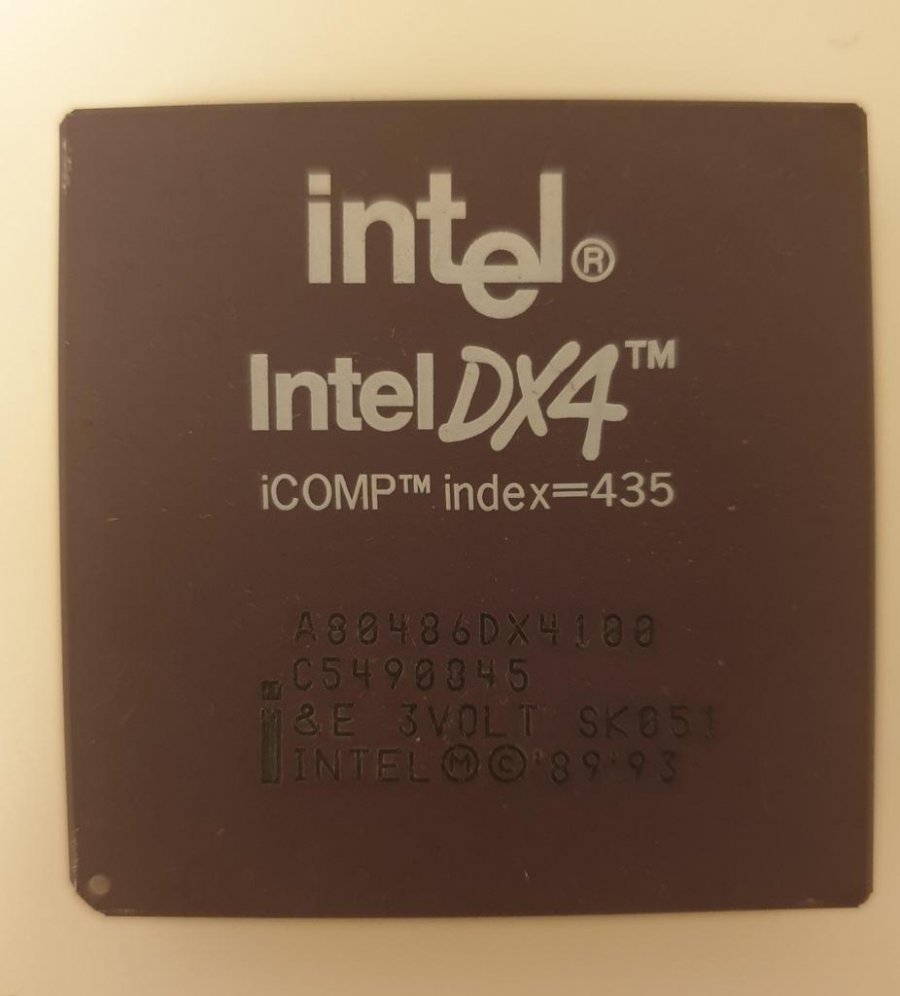 intel®
Intel DX4™
iCOMP™ index=435
A80486DX4100
C5490845
&E 3VOLT SK051
INTEL Ⓜ © '89'93